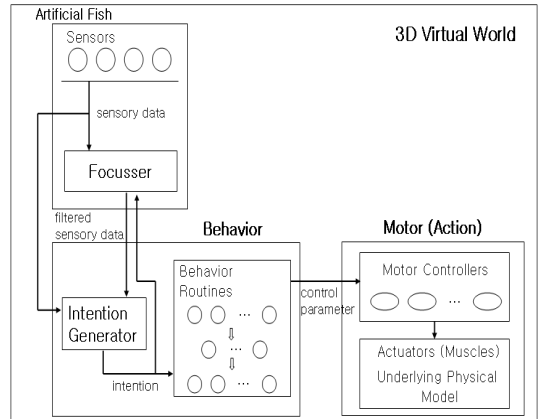 Artificial Fish
Sensors
3D Virtual World
sensory data
Focusser
filtered
sensory data
Behavior
Motor (Action)
Behavior
Routines
...
...
...
Intention
Generator
intention
control
parameter
Motor Controllers
...
Actuators (Muscles)
Underlying Physical
Model